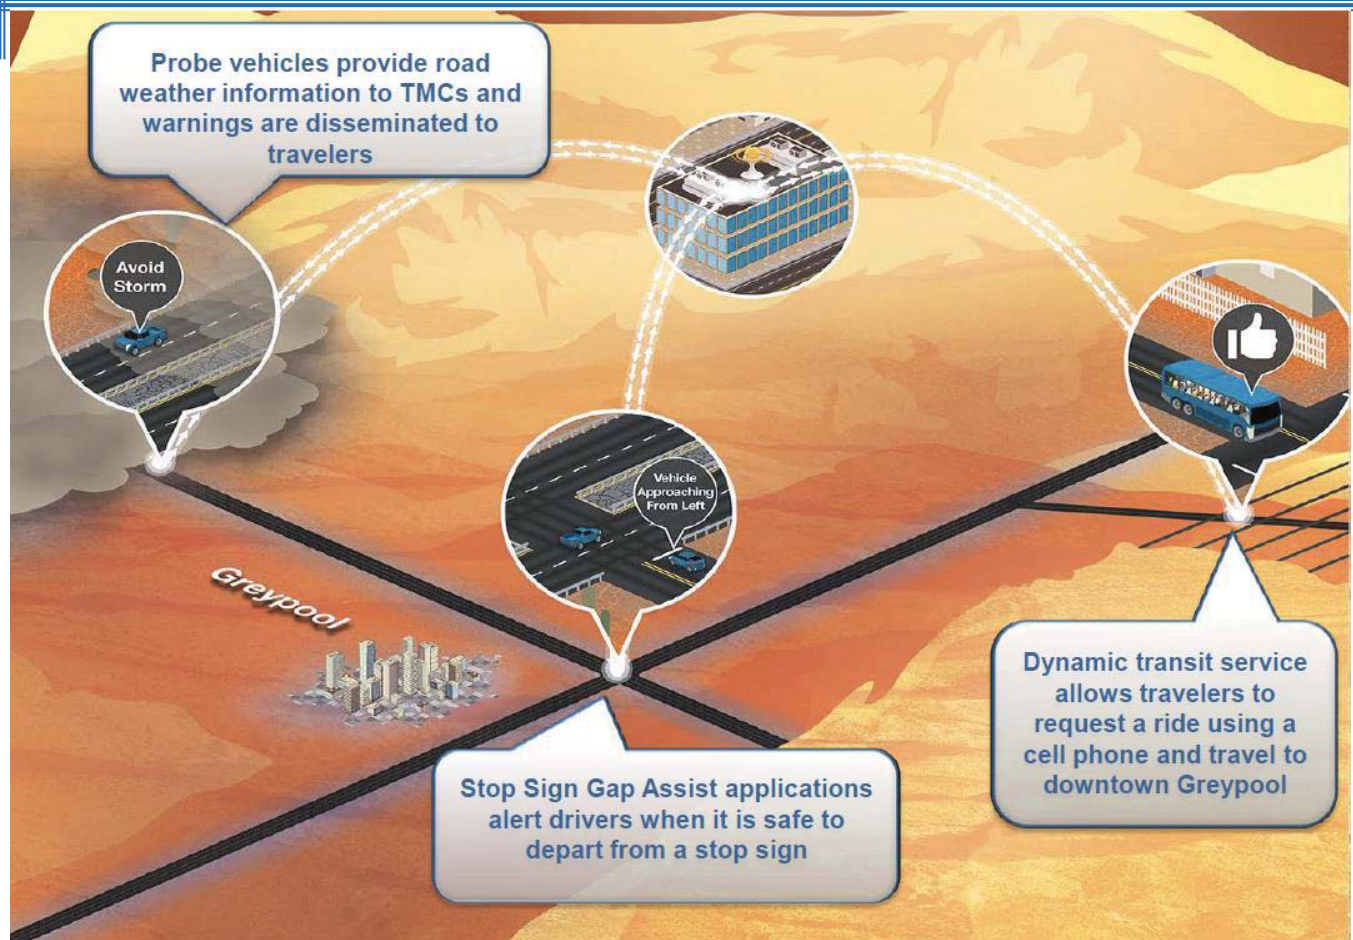 Probe vehicles provide road
weather information to TMCs and
warnings are disseminated to
travelers
Avoid
Storm
Vehicle
Approaching
From Left
Greypool
Dynamic transit service
allows travelers to
request a ride using a
cell phone and travel to
downtown Greypool
Stop Sign Gap Assist applications
alert drivers when it is safe to
depart from a stop sign